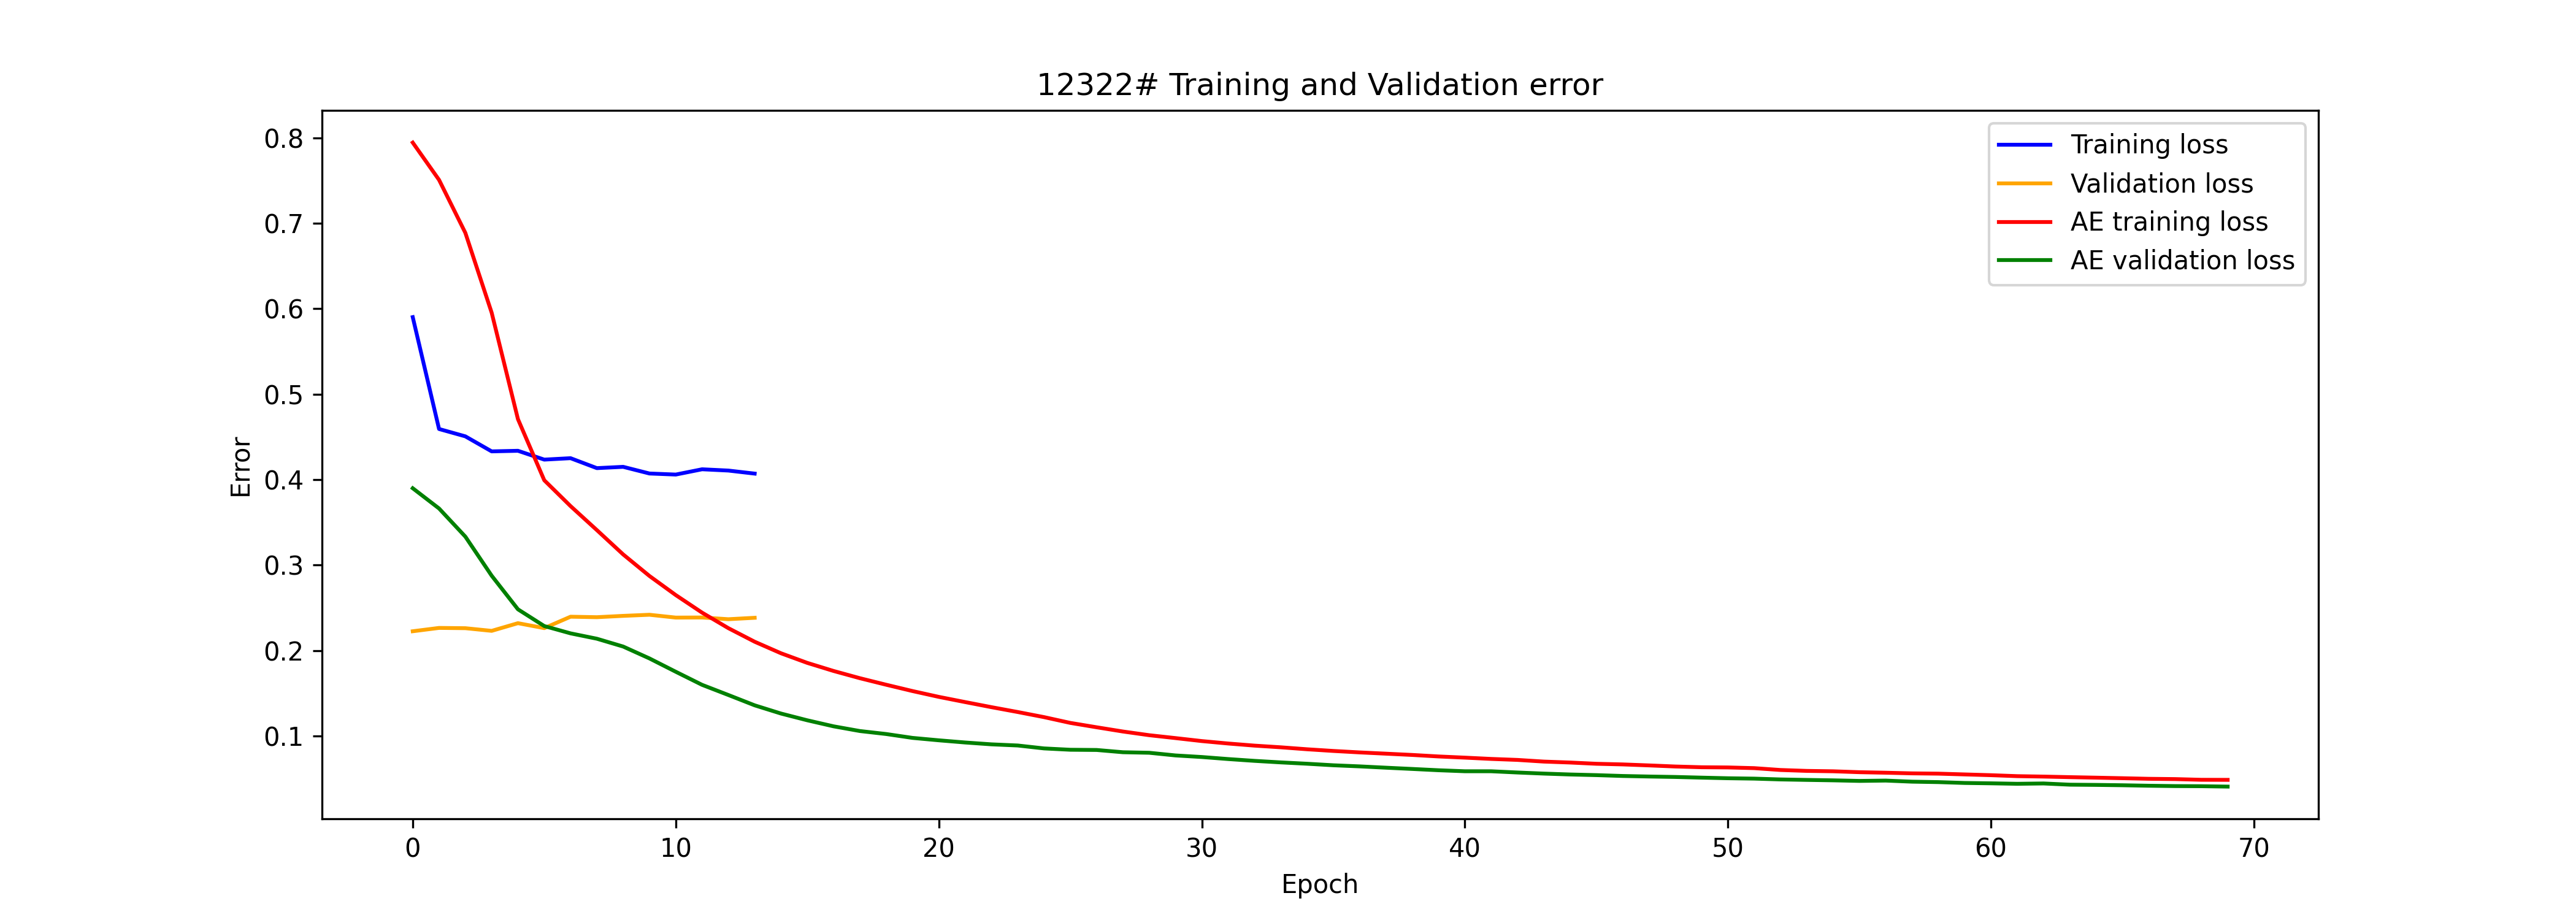 12322# Training and Validation error
Training loss
Validation loss
AE training loss
AE validation loss
0.8
0.7
0.6
0.5
0.4
0.3
0.2
0.1
Error
0 10 20 30 40 50 60 70
Epoch